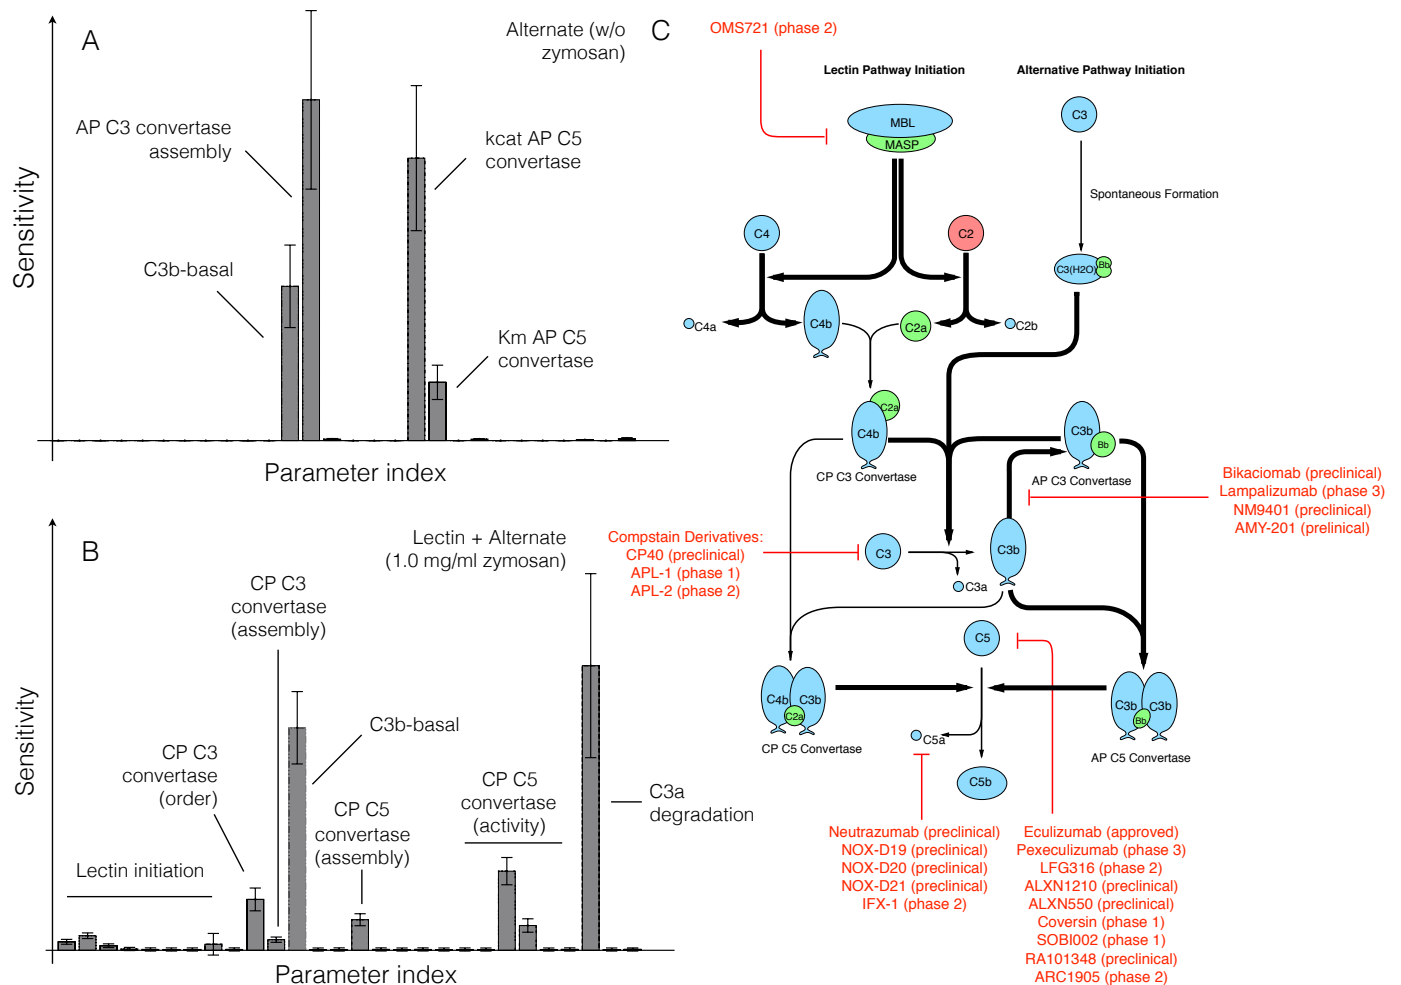 A
Alternate (w/o
zymosan)
Sensitivity
AP C3 convertase
assembly
kcat AP C5
convertase
C3b-basal
Km AP C5
convertase
Parameter index
B
Lectin + Alternate
(1.0 mg/ml zymosan)
Sensitivity
CP C3
convertase
(assembly)
C3b-basal
CP C3
convertase
(order)
CP C5
convertase
(assembly)
CP C5
convertase
(activity)
C3a
degradation
Lectin initiation
Parameter index
C
OMS721 (phase 2)
Lectin Pathway Initiation
Alternative Pathway Initiation
MBL
MASP
C3
Spontaneous Formation
C4
C2
C3(H2O)
Bb
C4a
C4b
C2a
C2b
C2a
C4b
CP C3 Convertase
C3b
Bb
AP C3 Convertase
Bikaciomab (preclinical)
Lampalizumab (phase 3)
NM9401 (preclinical)
AMY-201 (prelinical)
Compstain Derivatives:
CP40 (preclinical)
APL-1 (phase 1)
APL-2 (phase 2)
C3
C3b
C3a
C5
C4b
C3b
C2a
CP C5 Convertase
C3b
C3b
Bb
AP C5 Convertase
C5a
C5b
Neutrazumab (preclinical)
NOX-D19 (preclinical)
NOX-D20 (preclinical)
NOX-D21 (preclinical)
IFX-1 (phase 2)
Eculizumab (approved)
Pexeculizumab (phase 3)
LFG316 (phase 2)
ALXN1210 (preclinical)
ALXN550 (preclinical)
Coversin (phase 1)
SOBI002 (phase 1)
RA101348 (preclinical)
ARC1905 (phase 2)